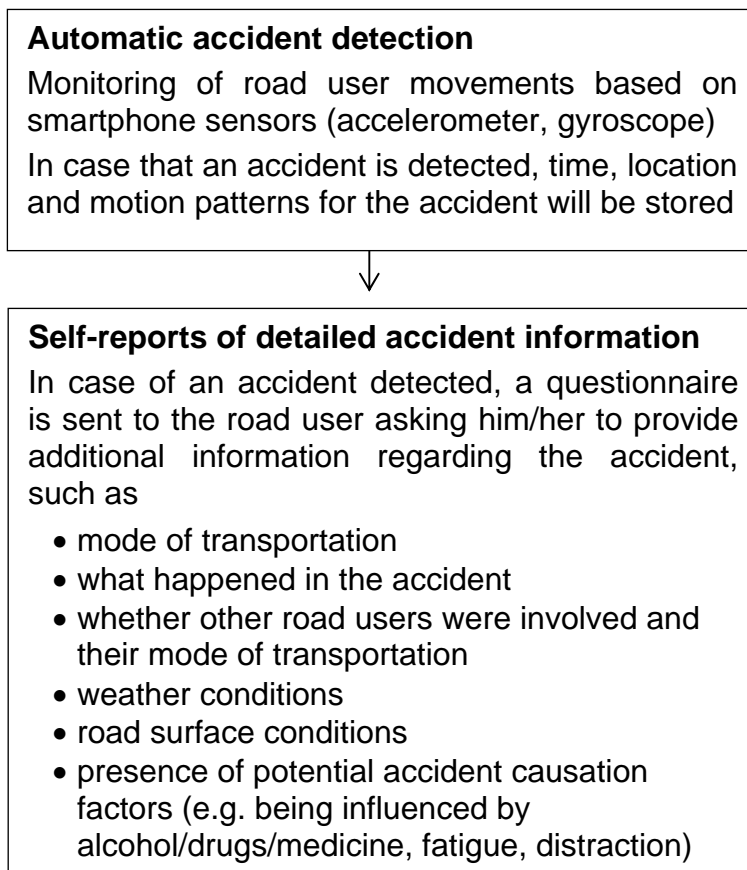 Automatic accident detection
Monitoring of road user movements based on
smartphone sensors (accelerometer, gyroscope)
In case that an accident is detected, time, location
and motion patterns for the accident will be stored
Self-reports of detailed accident information
In case of an accident detected, a questionnaire
is sent to the road user asking him/her to provide
additional information regarding the accident,
such as
• mode of transportation
• what happened in the accident
• whether other road users were involved and
their mode of transportation
• weather conditions
• road surface conditions
• presence of potential accident causation
factors (e.g. being influenced by
alcohol/drugs/medicine, fatigue, distraction)